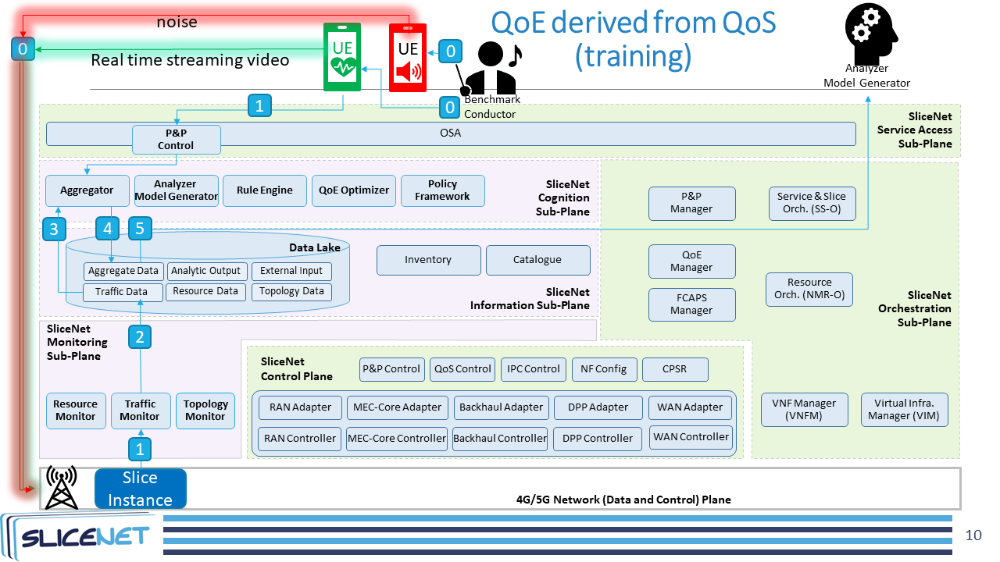 noise
QoE derived from QoS
(training)
0
UE
UE
0
Real time streaming video
Analyzer
Model Generator
1
0
Benchmark
Conductor
P&P
Control
OSA
SliceNet
Service Access
Sub-Plane
Aggregator
Analyzer
Model Generator
Rule Engine
QoE Optimizer
Policy
Framework
SliceNet
Cognition
Sub-Plane
P&P
Manager
Service & Slice
Orch. (SS-O)
3
4
5
Data Lake
Aggregate Data
Analytic Output
External Input
Traffic Data
Resource Data
Topology Data
Inventory
Catalogue
SliceNet
Information Sub-Plane
QoE
Manager
FCAPS
Manager
Resource
Orch. (NMR-O)
SliceNet
Orchestration
Sub-Plane
SliceNet
Monitoring
Sub-Plane
2
SliceNet
Control Plane
P&P Control
QoS Control
IPC Control
NF Config
CPSR
Resource
Monitor
Traffic
Monitor
Topology
Monitor
RAN Adapter
MEC-Core Adapter
Backhaul Adapter
DPP Adapter
WAN Adapter
RAN Controller
MEC-Core Controller
Backhaul Controller
DPP Controller
WAN Controller
VNF Manager
(VNFM)
Virtual Infra.
Manager (VIM)
1
Slice
Instance
4G/5G Network (Data and Control) Plane
SLICENET
10